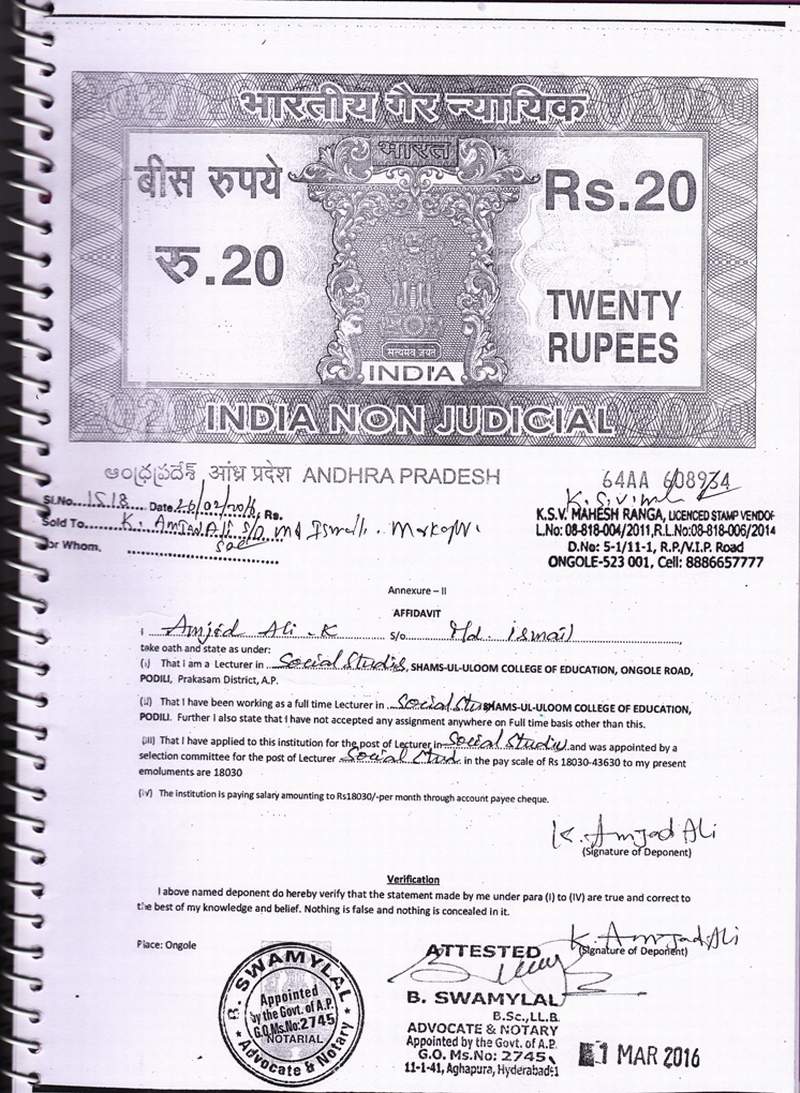 भारतीय गैर न्यायिक
भारत
बीस रुपये
Rs.20
रु.20
TWENTY
RUPEES
सत्यमेव जयते
INDIA
INDIA NON JUDICIAL
ఆంధ్రప్రదేశ్ आंध्र प्रदेश ANDHRA PRADESH
64AA 608934
Sl.No...1518... Date 26/02/2016, Rs.
Sold To...... K. Amjad Ali S/o Md Ismail.
or Whom,
K.S.V. MAHESH RANGA, LICENCED STAMP VENDOR
L.No: 08-818-004/2011,R.L.No:08-818-006/2014
D.No: 5-1/11-1, R.P./V.I.P. Road
ONGOLE-523 001, Cell: 8886657777
Annexure – II
AFFIDAVIT
I ...Amjed Ali .K... s/o...Md. ismail...,
take oath and state as under:
(i) That I am a Lecturer in...Social Studies, SHAMS-UL-ULOOM COLLEGE OF EDUCATION, ONGOLE ROAD,
PODILI, Prakasam District, A.P.
(ii) That I have been working as a full time Lecturer in...Social Stu SHAMS-UL-ULOOM COLLEGE OF EDUCATION,
PODILI. Further I also state that I have not accepted any assignment anywhere on Full time basis other than this.
(iii) That I have applied to this institution for the post of Lecturer in...Social Studies.and was appointed by a
selection committee for the post of Lecturer ...Social Stud... in the pay scale of Rs 18030-43630 to my present
emoluments are 18030
(iv) The institution is paying salary amounting to Rs18030/-per month through account payee cheque.
K. Amjad Ali
(Signature of Deponent)
Verification
I above named deponent do hereby verify that the statement made by me under para (I) to (IV) are true and correct to
the best of my knowledge and belief. Nothing is false and nothing is concealed in it.
Place: Ongole
K. Amjad Ali
(Signature of Deponent)
B. SWAMYLAL
Appointed
by the Govt. of A.P.
G.O.Ms.No:2745
NOTARIAL
Advocate & Notary
ATTESTED
B. SWAMYLAL
B.Sc.,LL.B.
ADVOCATE & NOTARY
Appointed by the Govt. of A.P.
G.O. Ms.No: 2745,
11-1-41, Aghapura, Hyderabad-1
1 MAR 2016